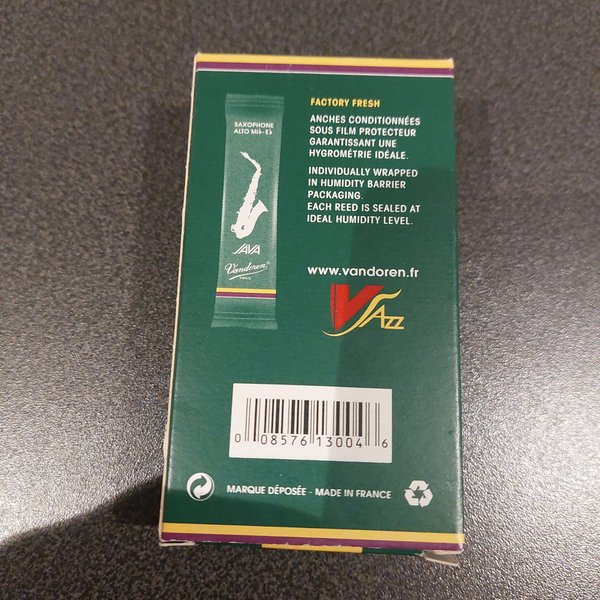 SAXOPHONE
ALTO Mi♭-E♭
JAVA
Vandoren
PARIS
FACTORY FRESH
ANCHES CONDITIONNÉES
SOUS FILM PROTECTEUR
GARANTISSANT UNE
HYGROMÉTRIE IDÉALE.
INDIVIDUALLY WRAPPED
IN HUMIDITY BARRIER
PACKAGING.
EACH REED IS SEALED AT
IDEAL HUMIDITY LEVEL.
www.vandoren.fr
V JAZZ
0 08576 13004 6
MARQUE DÉPOSÉE - MADE IN FRANCE